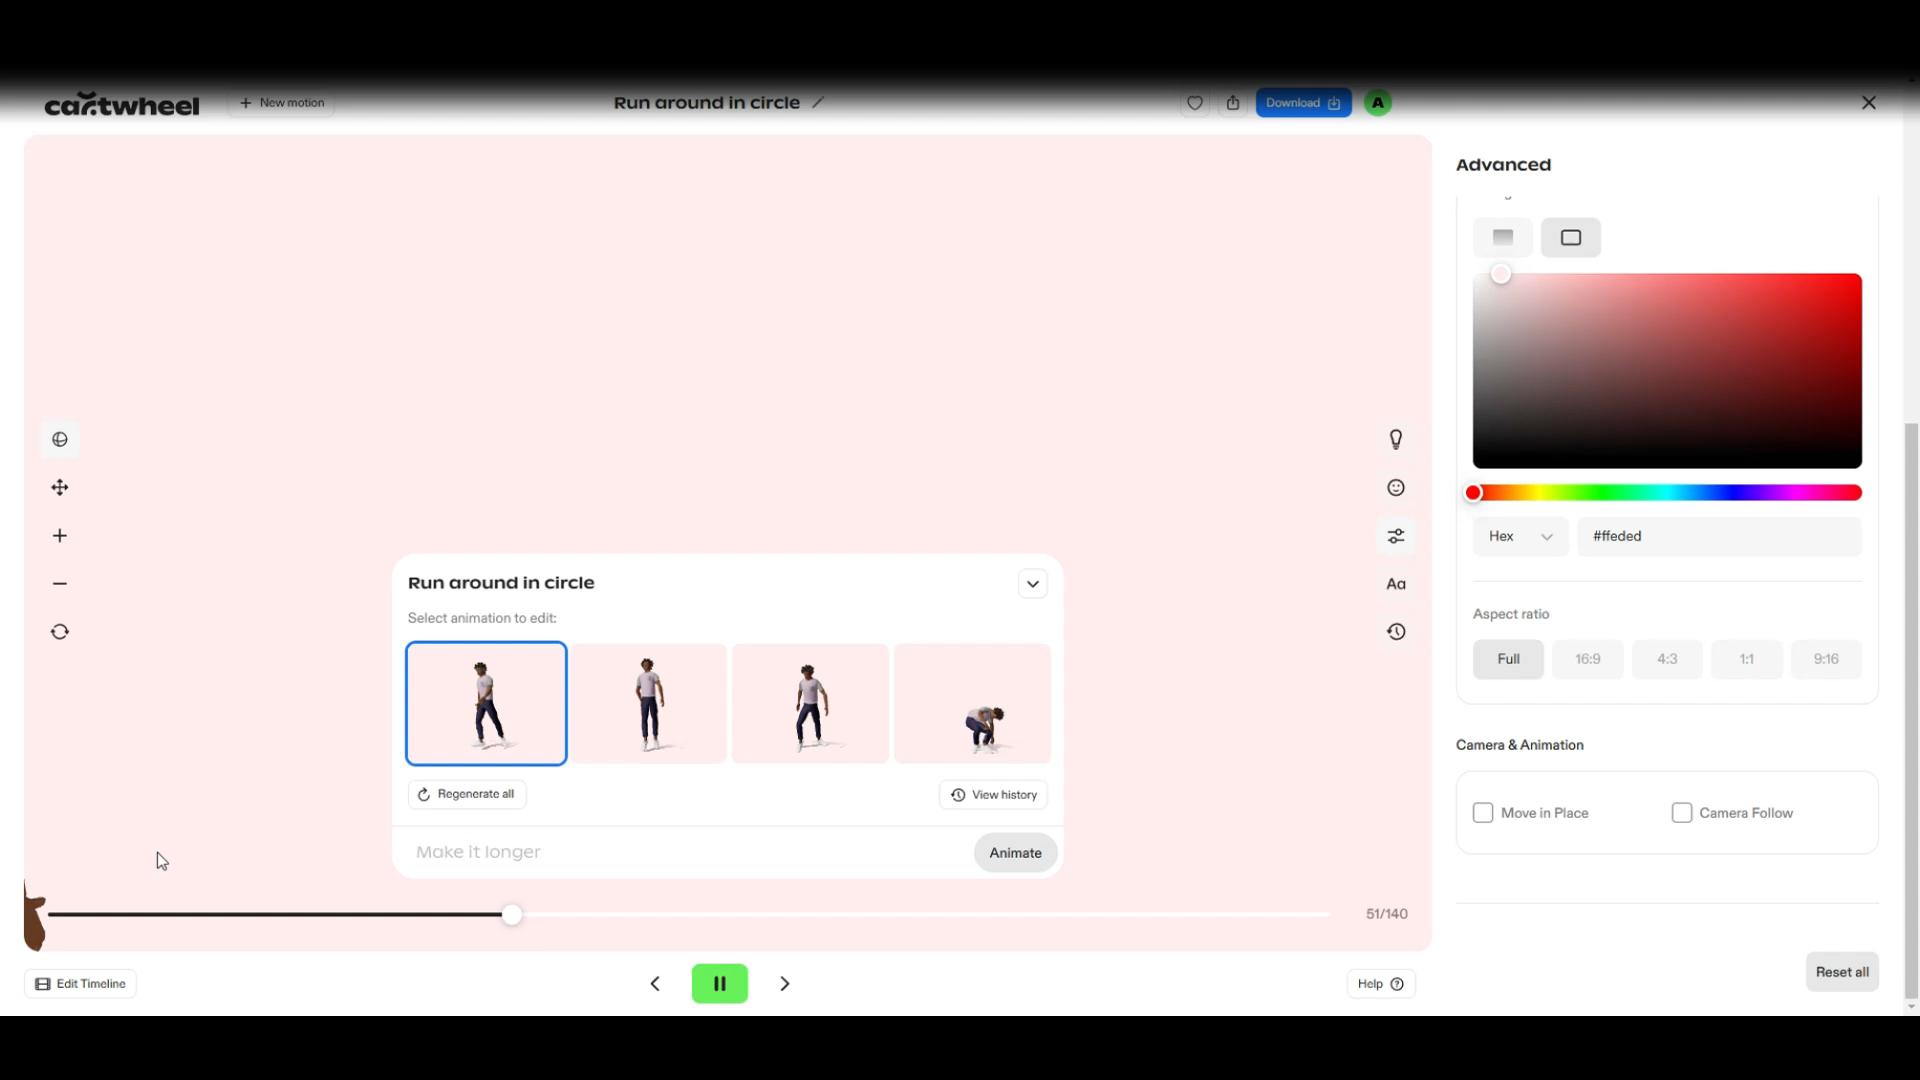 cartwheel
New motion
Run around in circle
Download
A
Advanced
Hex
#ffeded
Aspect ratio
Full
16:9
4:3
1:1
9:16
Camera & Animation
Move in Place
Camera Follow
Reset all
Aa
Run around in circle
Select animation to edit:
Regenerate all
View history
Make it longer
Animate
51/140
Edit Timeline
Help